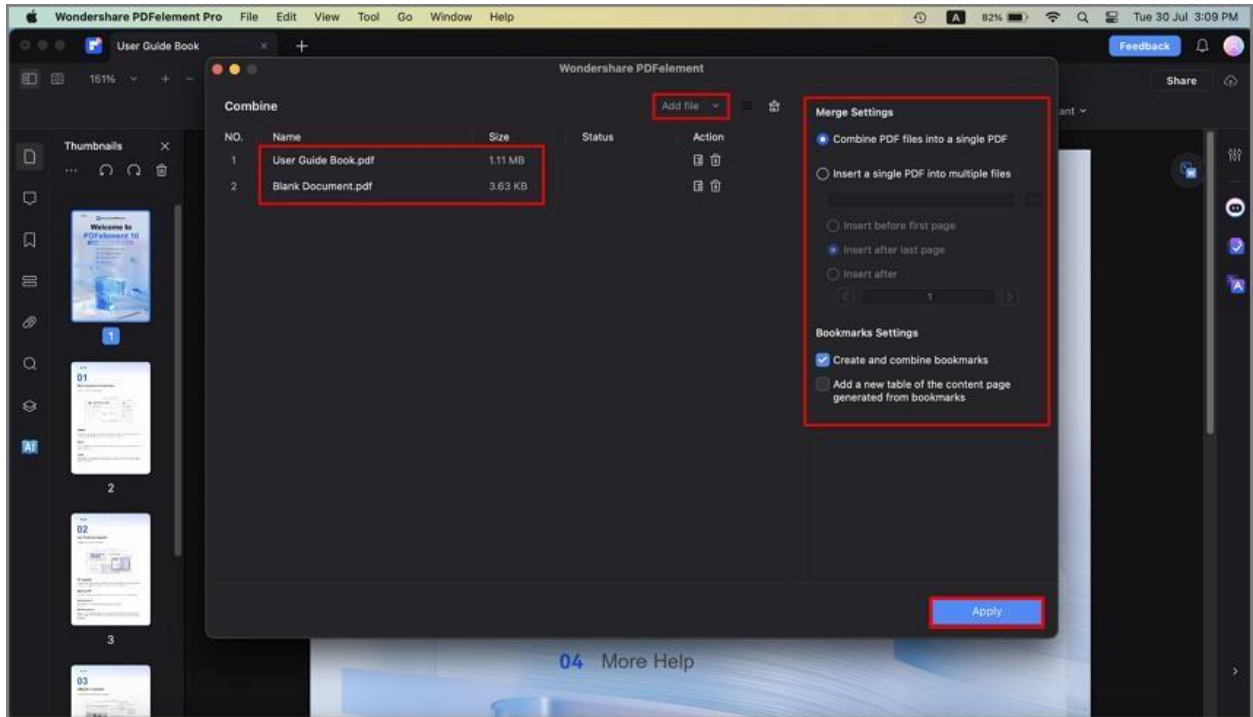 Wondershare PDFelement Pro File Edit View Tool Go Window Help A 82% Tue 30 Jul 3:09 PM
User Guide Book × + Feedback
161% + − Wondershare PDFelement Share
Combine Add file
Merge Settings
ant
NO. Name Size Status Action
1 User Guide Book.pdf 1.11 MB
2 Blank Document.pdf 3.63 KB
Combine PDF files into a single PDF
Insert a single PDF into multiple files
Insert before first page
Insert after last page
Insert after
1
Bookmarks Settings
Create and combine bookmarks
Add a new table of the content page
generated from bookmarks
Apply
Thumbnails ×
Welcome to
PDFelement 10
1
01
2
02
3
03
AI
A
04 More Help